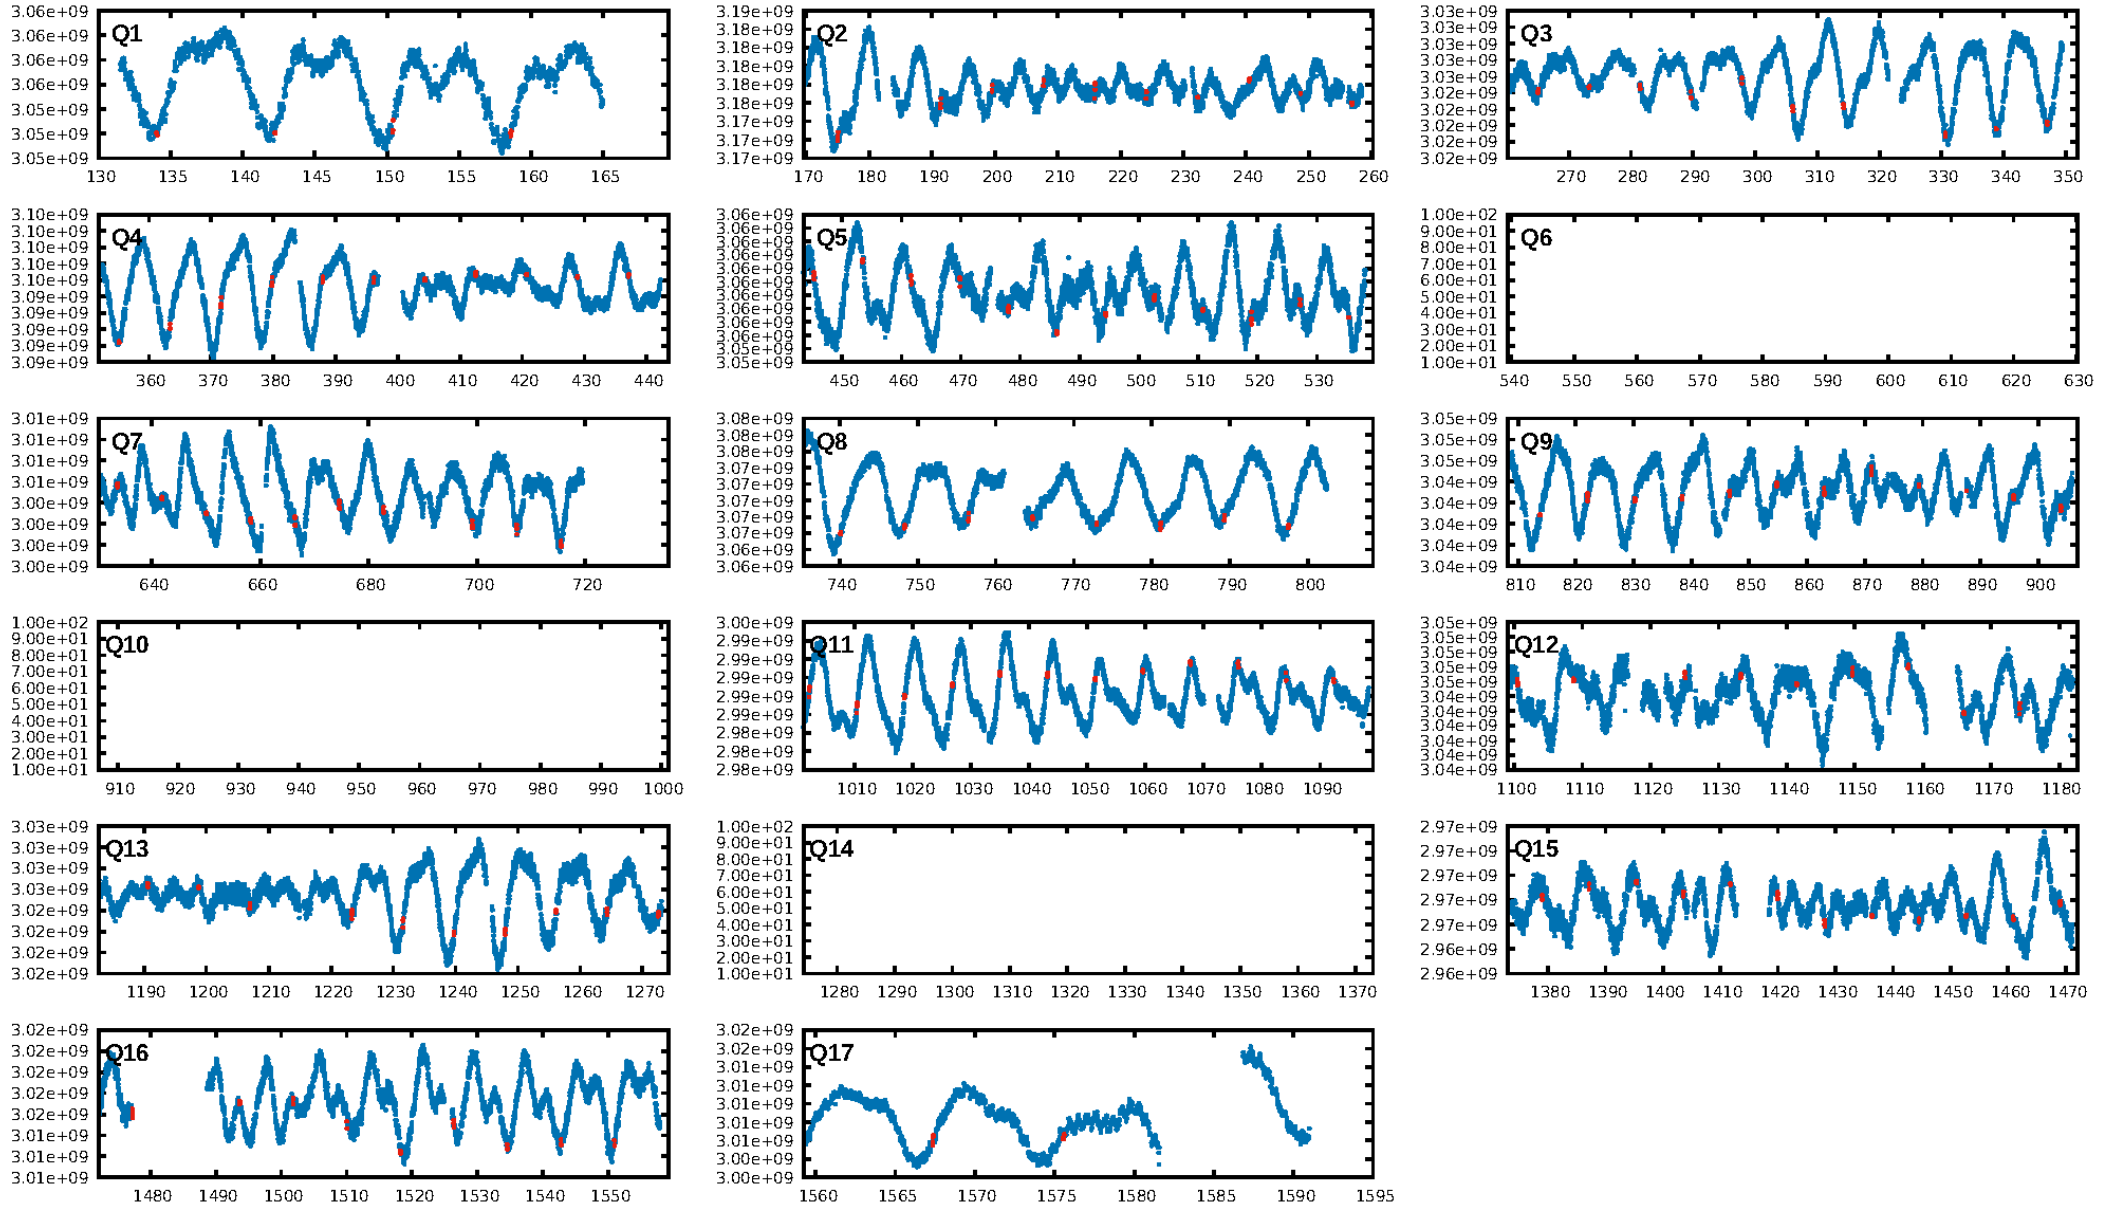 3.06e+09
3.06e+09
3.06e+09
3.06e+09
3.05e+09
3.05e+09
3.05e+09
Q1
130 135 140 145 150 155 160 165
3.19e+09
3.18e+09
3.18e+09
3.18e+09
3.18e+09
3.18e+09
3.17e+09
3.17e+09
3.17e+09
Q2
170 180 190 200 210 220 230 240 250 260
3.03e+09
3.03e+09
3.03e+09
3.03e+09
3.03e+09
3.02e+09
3.02e+09
3.02e+09
3.02e+09
3.02e+09
Q3
270 280 290 300 310 320 330 340 350
3.10e+09
3.10e+09
3.10e+09
3.10e+09
3.10e+09
3.09e+09
3.09e+09
3.09e+09
3.09e+09
3.09e+09
Q4
360 370 380 390 400 410 420 430 440
3.06e+09
3.06e+09
3.06e+09
3.06e+09
3.06e+09
3.06e+09
3.06e+09
3.06e+09
3.06e+09
3.06e+09
3.05e+09
3.05e+09
Q5
450 460 470 480 490 500 510 520 530
1.00e+02
9.00e+01
8.00e+01
7.00e+01
6.00e+01
5.00e+01
4.00e+01
3.00e+01
2.00e+01
1.00e+01
Q6
540 550 560 570 580 590 600 610 620 630
3.01e+09
3.01e+09
3.01e+09
3.01e+09
3.00e+09
3.00e+09
3.00e+09
3.00e+09
Q7
640 660 680 700 720
3.08e+09
3.08e+09
3.07e+09
3.07e+09
3.07e+09
3.07e+09
3.07e+09
3.07e+09
3.06e+09
3.06e+09
Q8
740 750 760 770 780 790 800
3.05e+09
3.05e+09
3.05e+09
3.04e+09
3.04e+09
3.04e+09
3.04e+09
3.04e+09
Q9
810 820 830 840 850 860 870 880 890 900
1.00e+02
9.00e+01
8.00e+01
7.00e+01
6.00e+01
5.00e+01
4.00e+01
3.00e+01
2.00e+01
1.00e+01
Q10
910 920 930 940 950 960 970 980 990 1000
3.00e+09
2.99e+09
2.99e+09
2.99e+09
2.99e+09
2.99e+09
2.98e+09
2.98e+09
2.98e+09
Q11
1010 1020 1030 1040 1050 1060 1070 1080 1090
3.05e+09
3.05e+09
3.05e+09
3.05e+09
3.05e+09
3.04e+09
3.04e+09
3.04e+09
3.04e+09
3.04e+09
3.04e+09
Q12
1100 1110 1120 1130 1140 1150 1160 1170 1180
3.03e+09
3.03e+09
3.03e+09
3.03e+09
3.02e+09
3.02e+09
3.02e+09
3.02e+09
Q13
1190 1200 1210 1220 1230 1240 1250 1260 1270
1.00e+02
9.00e+01
8.00e+01
7.00e+01
6.00e+01
5.00e+01
4.00e+01
3.00e+01
2.00e+01
1.00e+01
Q14
1280 1290 1300 1310 1320 1330 1340 1350 1360 1370
2.97e+09
2.97e+09
2.97e+09
2.97e+09
2.97e+09
2.96e+09
2.96e+09
Q15
1380 1390 1400 1410 1420 1430 1440 1450 1460 1470
3.02e+09
3.02e+09
3.02e+09
3.02e+09
3.02e+09
3.01e+09
3.01e+09
3.01e+09
Q16
1480 1490 1500 1510 1520 1530 1540 1550
3.02e+09
3.02e+09
3.01e+09
3.01e+09
3.01e+09
3.01e+09
3.01e+09
3.00e+09
3.00e+09
Q17
1560 1565 1570 1575 1580 1585 1590 1595